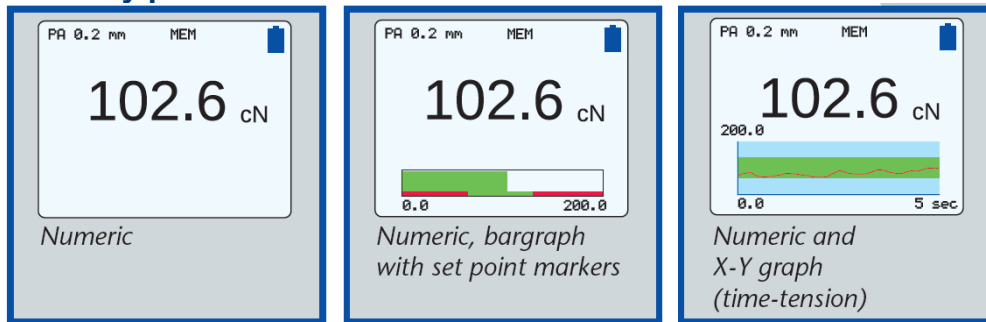 PA 0.2 mm MEM
102.6 cN
Numeric
PA 0.2 mm MEM
102.6 cN
0.0 200.0
Numeric, bargraph
with set point markers
PA 0.2 mm MEM
102.6 cN
200.0
0.0 5 sec
Numeric and
X-Y graph
(time-tension)